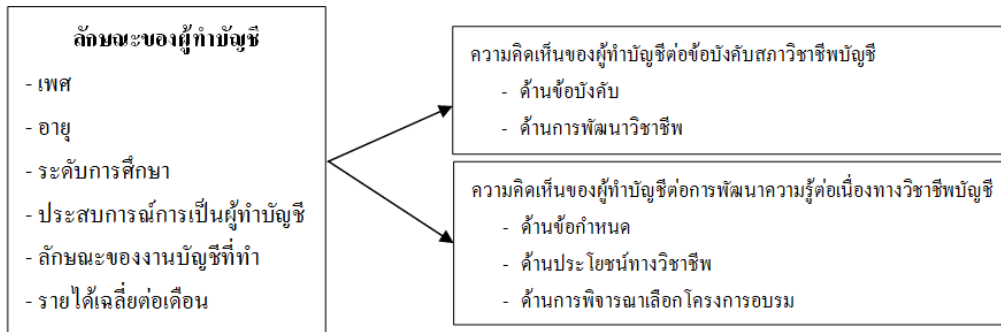 ลักษณะของผู้ทำบัญชี
- เพศ
- อายุ
- ระดับการศึกษา
- ประสบการณ์การเป็นผู้ทำบัญชี
- ลักษณะของงานบัญชีที่ทำ
- รายได้เฉลี่ยต่อเดือน
ความคิดเห็นของผู้ทำบัญชีต่อข้อบังคับสภาวิชาชีพบัญชี
- ด้านข้อบังคับ
- ด้านการพัฒนาวิชาชีพ
ความคิดเห็นของผู้ทำบัญชีต่อการพัฒนาความรู้ต่อเนื่องทางวิชาชีพบัญชี
- ด้านข้อกำหนด
- ด้านประโยชน์ทางวิชาชีพ
- ด้านการพิจารณาเลือกโครงการอบรม